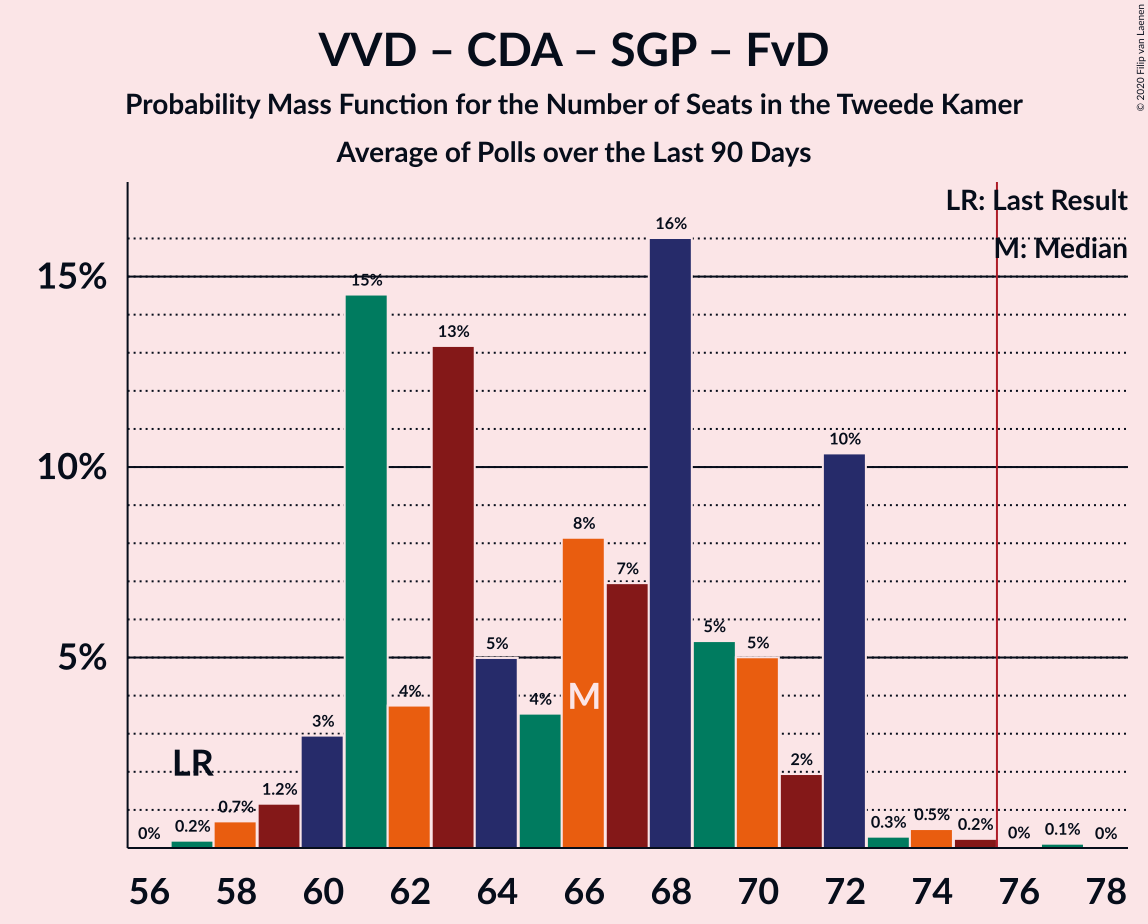 VVD – CDA – SGP – FvD
Probability Mass Function for the Number of Seats in the Tweede Kamer
Average of Polls over the Last 90 Days
© 2020 Filip van Laenen
LR: Last Result
M: Median
15%
10%
5%
0%
0.2%
0.7%
1.2%
3%
15%
4%
13%
5%
4%
8%
7%
16%
5%
5%
2%
10%
0.3%
0.5%
0.2%
0%
0.1%
0%
LR
M
56 58 60 62 64 66 68 70 72 74 76 78